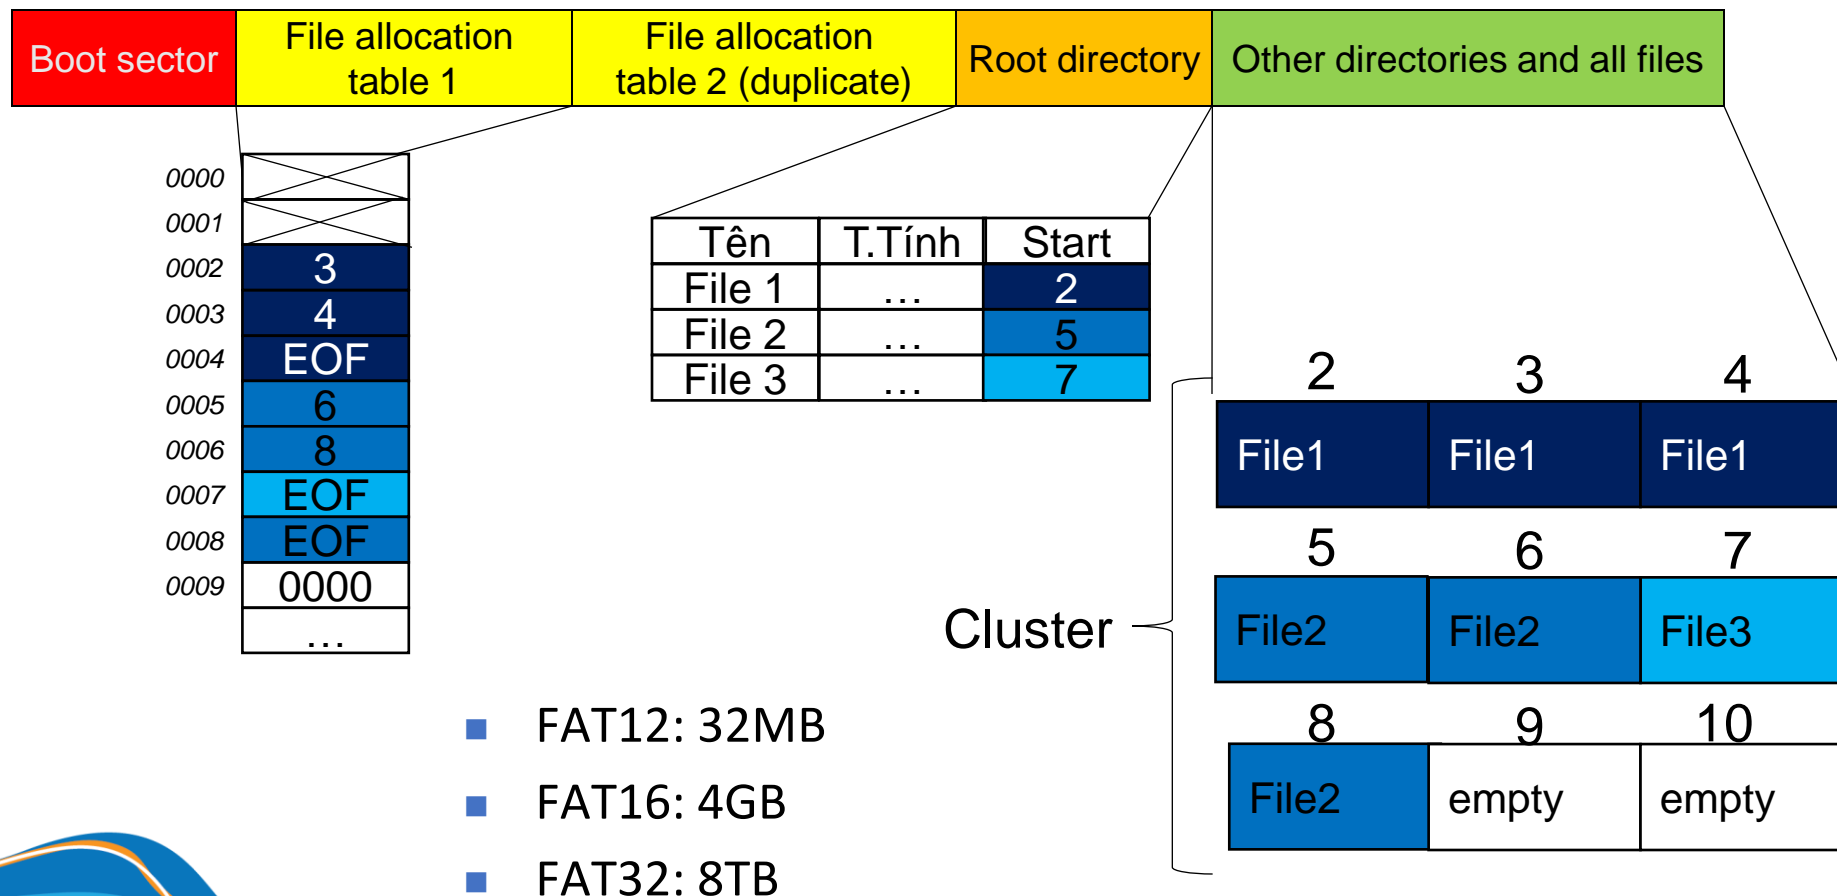 Boot sector
File allocation
table 1
File allocation
table 2 (duplicate)
Root directory
Other directories and all files
0000
0001
0002 3
0003 4
0004 EOF
0005 6
0006 8
0007 EOF
0008 EOF
0009 0000
...
Tên T.Tính Start
File 1 ... 2
File 2 ... 5
File 3 ... 7
Cluster
2 3 4
File1 File1 File1
5 6 7
File2 File2 File3
8 9 10
File2 empty empty
FAT12: 32MB
FAT16: 4GB
FAT32: 8TB